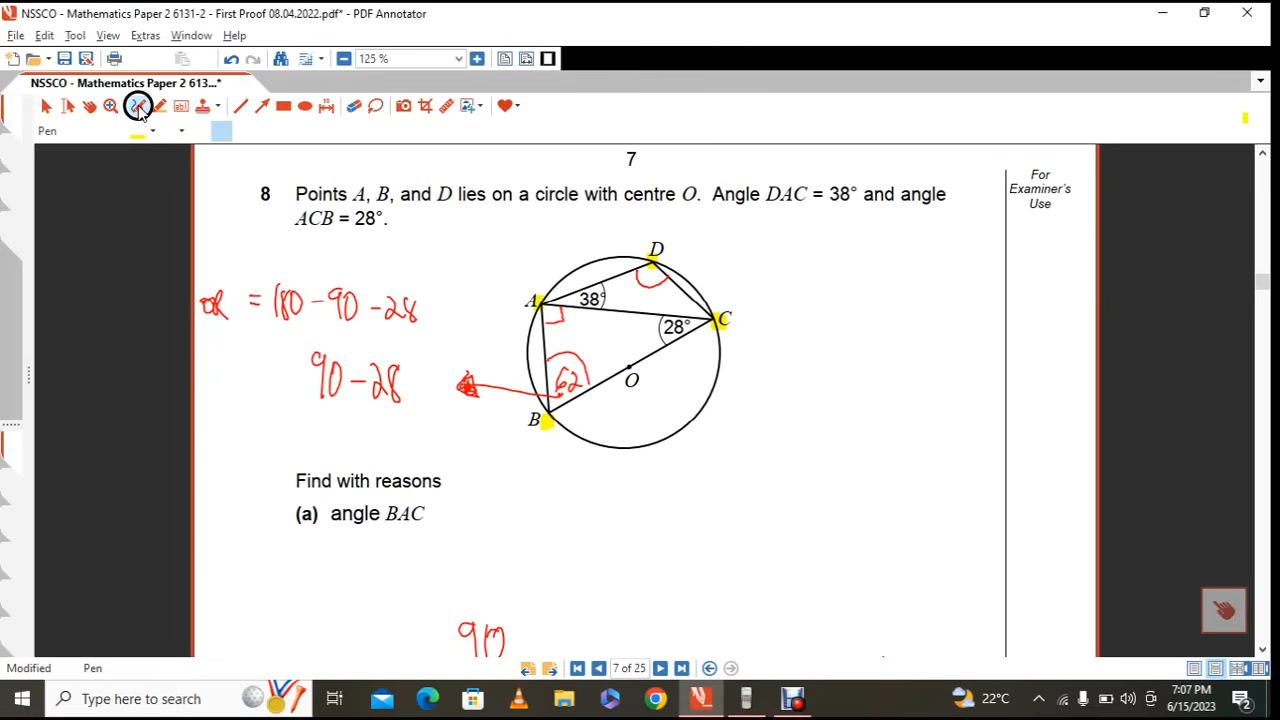 NSSCO - Mathematics Paper 2 6131-2 - First Proof 08.04.2022.pdf* - PDF Annotator
File Edit Tool View Extras Window Help
125 %
NSSCO - Mathematics Paper 2 613...*
Pen
7
For
Examiner's
Use
8 Points A, B, and D lies on a circle with centre O. Angle DAC = 38° and angle
ACB = 28°.
D
A
38°
C
28°
= 180 - 90 - 28
90 - 28
62
O
B
Find with reasons
(a) angle BAC
90
Modified Pen 7 of 25
Type here to search
22°C
7:07 PM
6/15/2023
2